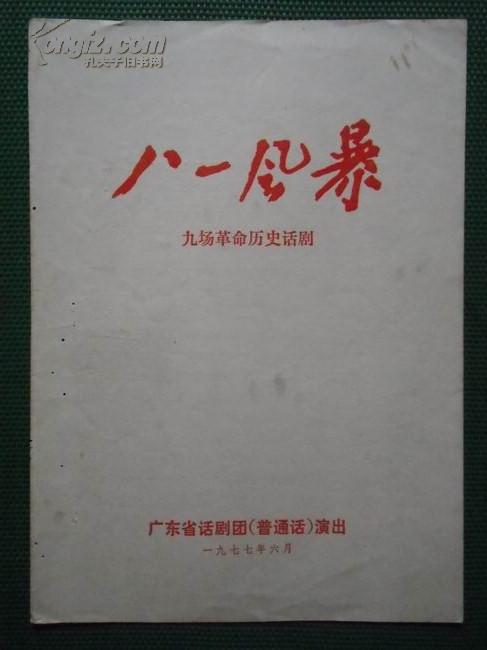 Kongfz.com
孔夫子旧书网
八一风暴
九场革命历史话剧
广东省话剧团(普通话)演出
一九七七年六月